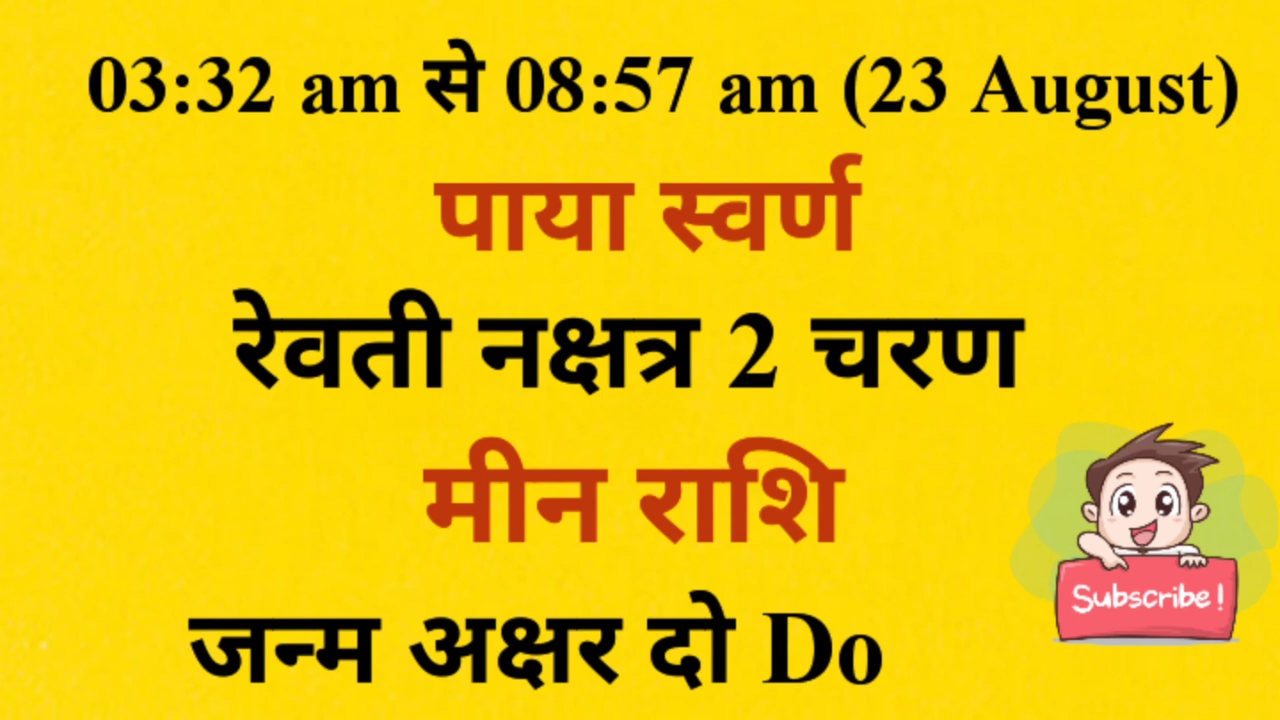 03:32 am से 08:57 am (23 August)
पाया स्वर्ण
रेवती नक्षत्र 2 चरण
मीन राशि
जन्म अक्षर दो Do
Subscribe!